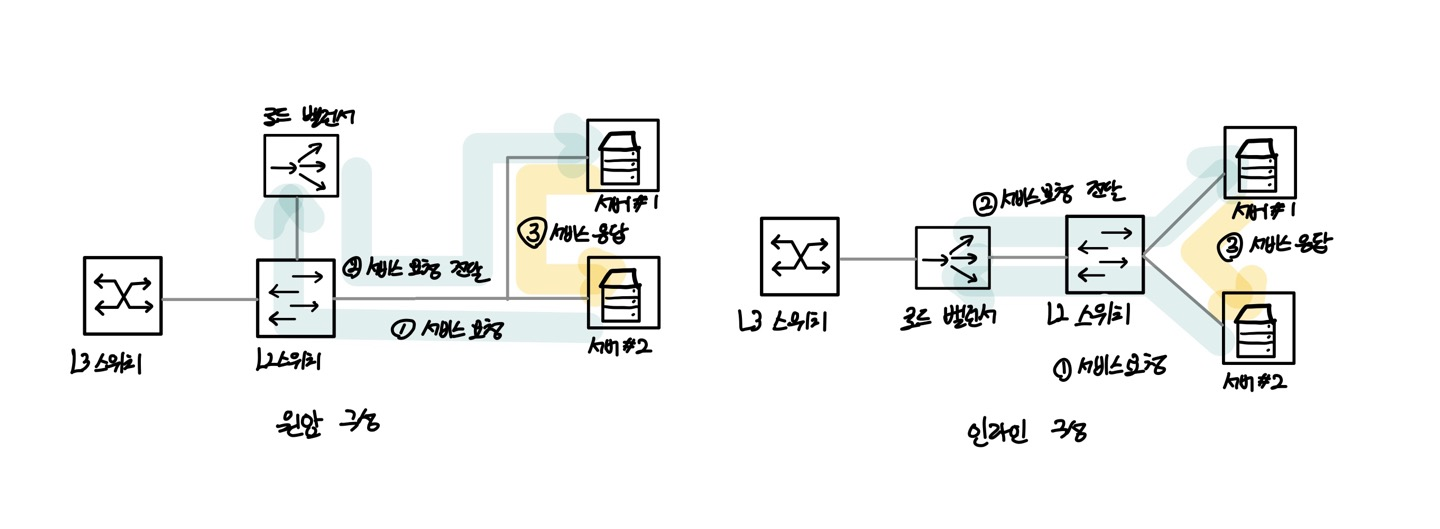 로드 밸런서
서버#1
③ 서비스 응답
② 서비스 요청 전달
① 서비스 요청
L3 스위치
L2스위치
서버#2
원암 구성
② 서비스요청 전달
서버#1
③ 서비스 응답
L3 스위치
로드 밸런서
L2 스위치
① 서비스요청
서버#2
인라인 구성